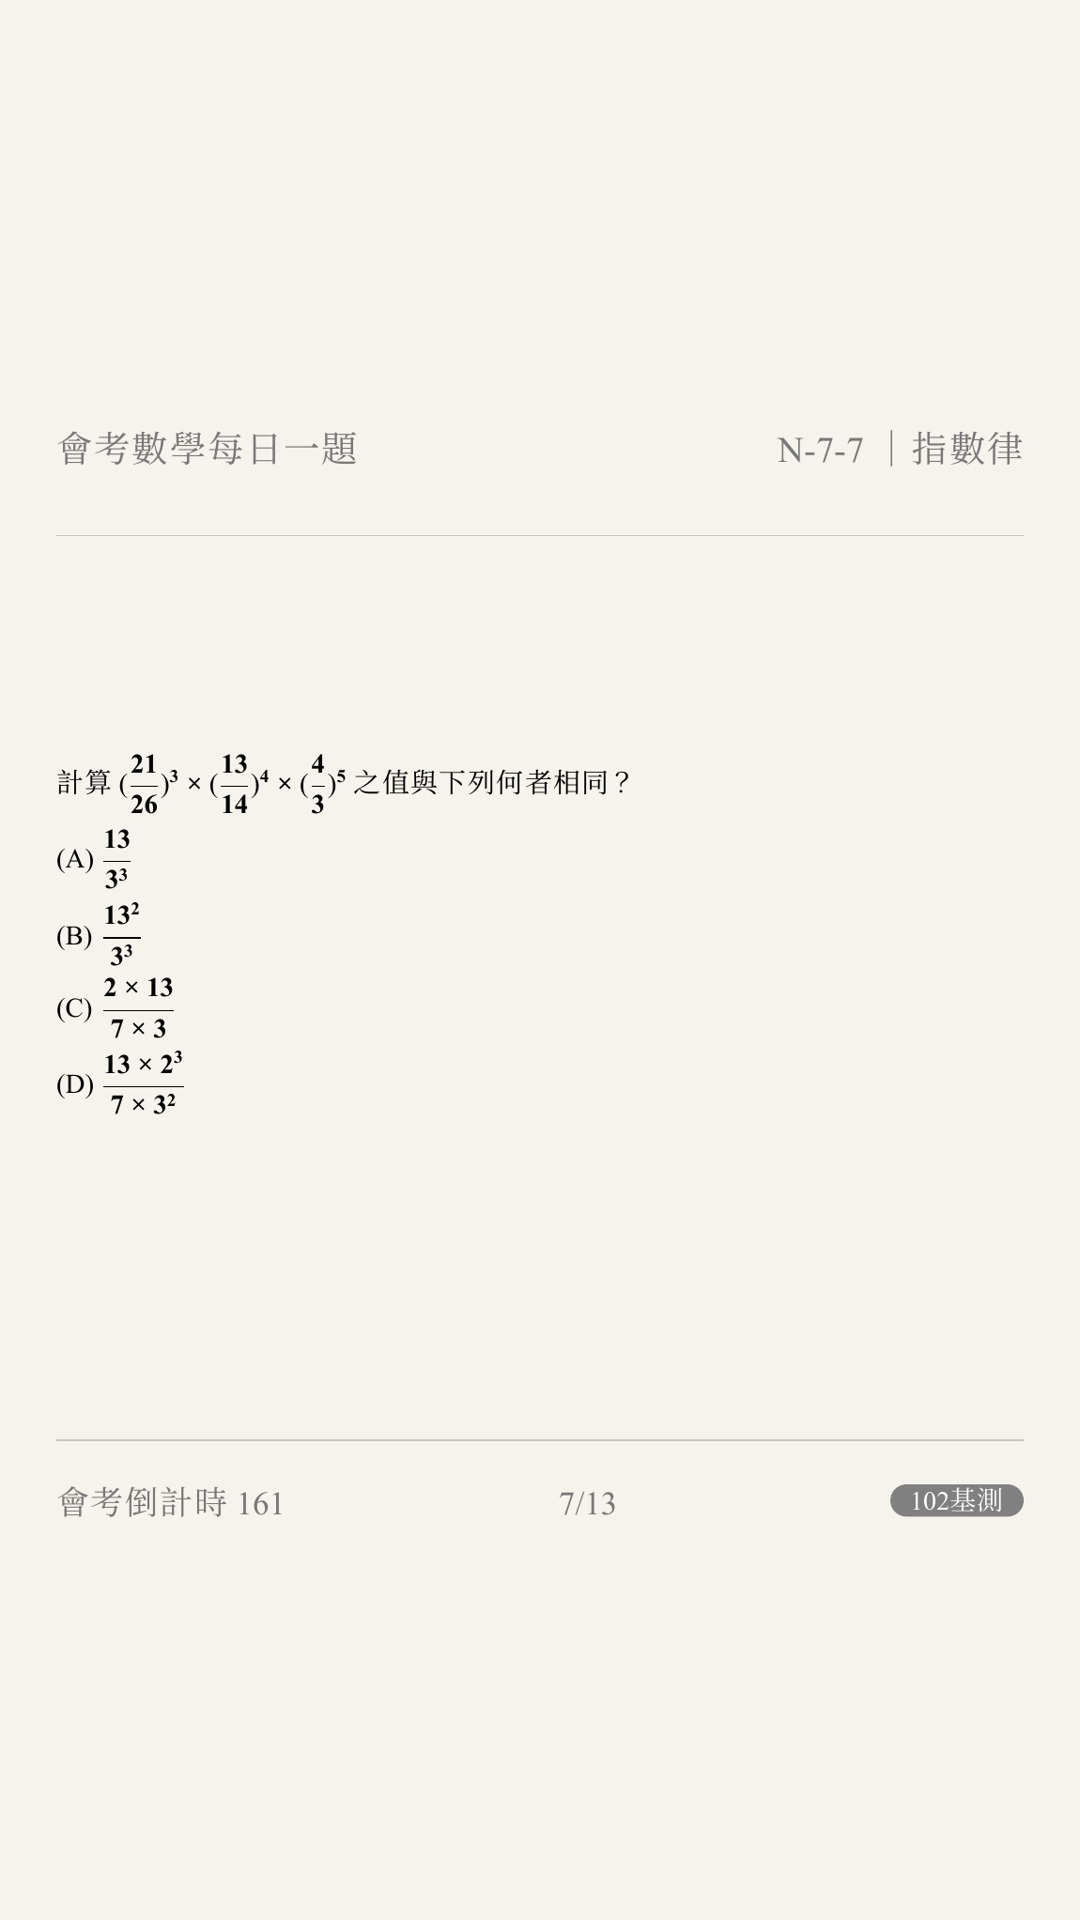 會考數學每日一題
N-7-7｜指數律
計算 (21/26)³ × (13/14)⁴ × (4/3)⁵ 之值與下列何者相同？
(A) 13/3³
(B) 13²/3³
(C) 2 × 13/7 × 3
(D) 13 × 2³/7 × 3²
會考倒計時 161
7/13
102基測